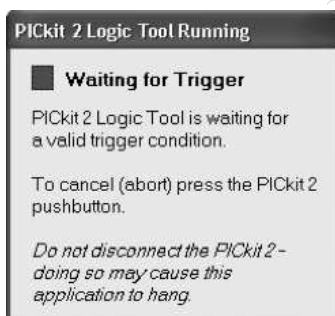 PICkit 2 Logic Tool Running
Waiting for Trigger
PICkit 2 Logic Tool is waiting for
a valid trigger condition.
To cancel (abort) press the PICkit 2
pushbutton.
Do not disconnect the PICkit 2 -
doing so may cause this
application to hang.